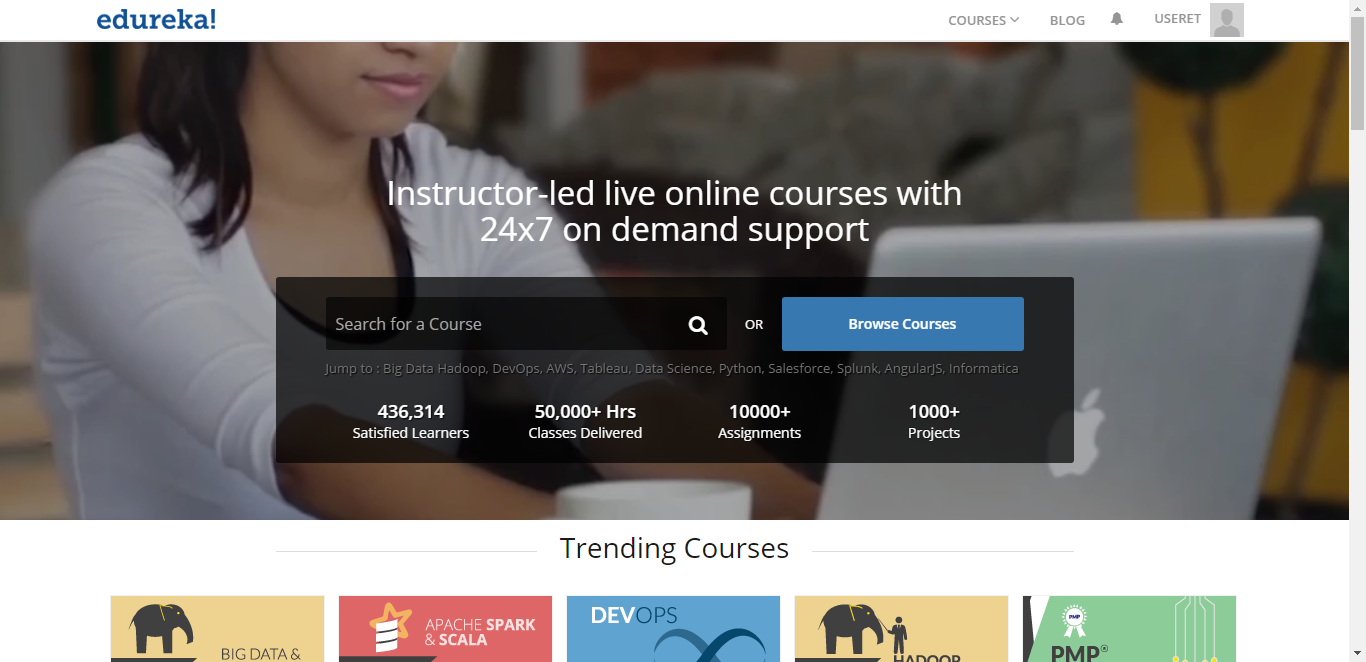 edureka!
COURSES
BLOG
USERET
Instructor-led live online courses with
24x7 on demand support
Search for a Course
OR
Browse Courses
Jump to : Big Data Hadoop, DevOps, AWS, Tableau, Data Science, Python, Salesforce, Splunk, AngularJS, Informatica
436,314
Satisfied Learners
50,000+ Hrs
Classes Delivered
10000+
Assignments
1000+
Projects
Trending Courses
BIG DATA &
APACHE SPARK
& SCALA
DEVOPS
HADOOP
PMP
PMP®